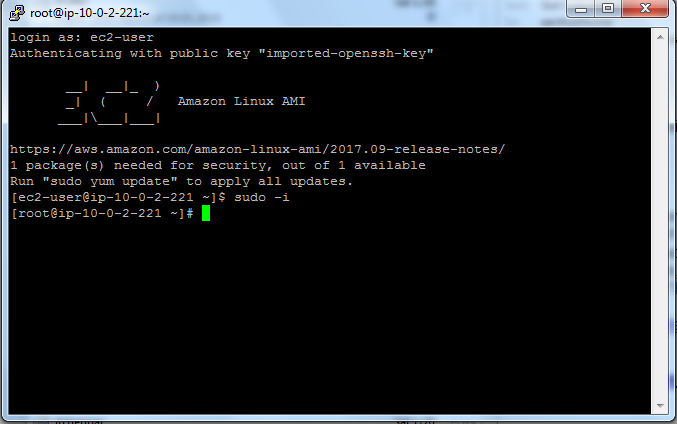 root@ip-10-0-2-221:~
login as: ec2-user
Authenticating with public key "imported-openssh-key"
       __|  __|_  )
       _|  (     /   Amazon Linux AMI
      ___|\___|___|
https://aws.amazon.com/amazon-linux-ami/2017.09-release-notes/
1 package(s) needed for security, out of 1 available
Run "sudo yum update" to apply all updates.
[ec2-user@ip-10-0-2-221 ~]$ sudo -i
[root@ip-10-0-2-221 ~]#